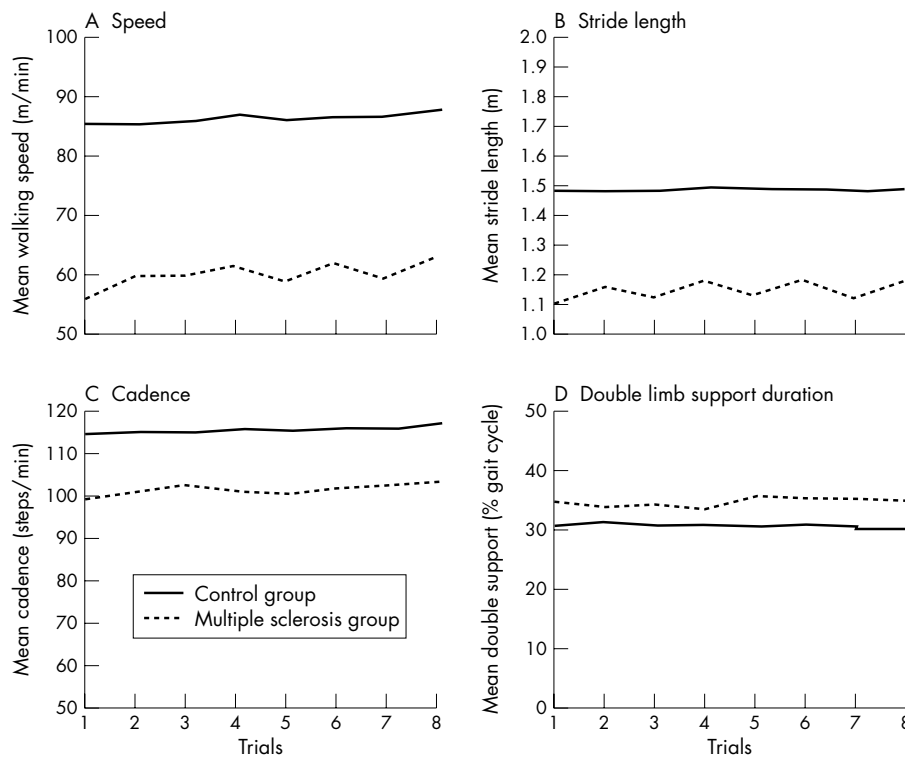 A Speed
100
90
80
70
60
50
Mean walking speed (m/min)
B Stride length
2.0
1.9
1.8
1.7
1.6
1.5
1.4
1.3
1.2
1.1
1.0
Mean stride length (m)
C Cadence
120
110
100
90
80
70
60
50
Mean cadence (steps/min)
Control group
Multiple sclerosis group
1 2 3 4 5 6 7 8
Trials
D Double limb support duration
50
40
30
20
10
0
Mean double support (% gait cycle)
1 2 3 4 5 6 7 8
Trials